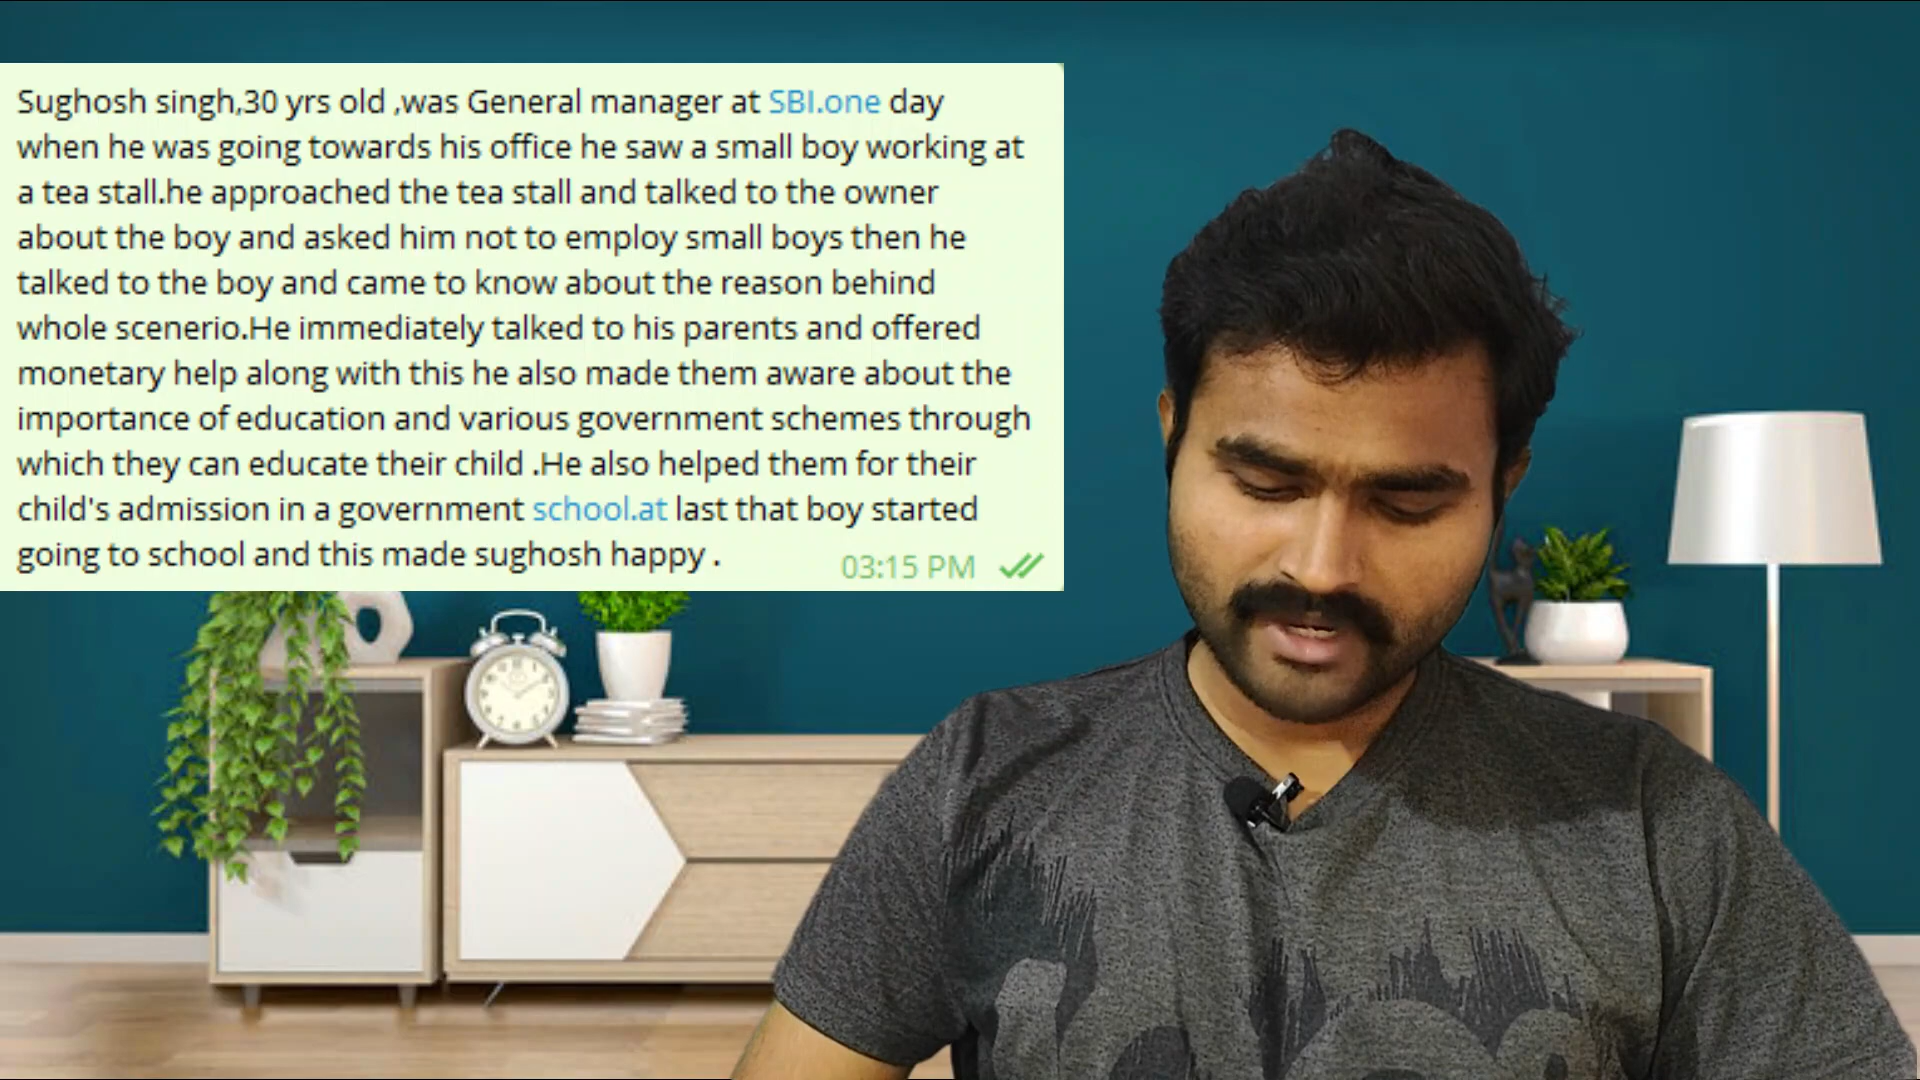 Sughosh singh,30 yrs old ,was General manager at SBI.one day
when he was going towards his office he saw a small boy working at
a tea stall.he approached the tea stall and talked to the owner
about the boy and asked him not to employ small boys then he
talked to the boy and came to know about the reason behind
whole scenerio.He immediately talked to his parents and offered
monetary help along with this he also made them aware about the
importance of education and various government schemes through
which they can educate their child .He also helped them for their
child's admission in a government school.at last that boy started
going to school and this made sughosh happy .
03:15 PM